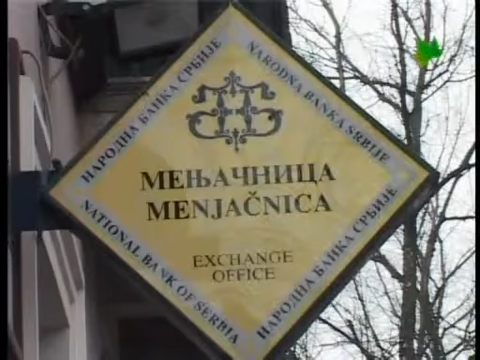 НАРОДНА БАНКА СРБИЈЕ
NARODNA BANKA SRBIJE
МЕЊАЧНИЦА
MENJAČNICA
EXCHANGE
OFFICE
NATIONAL BANK OF SERBIA
НАРОДНА БАНКА СРБИЈЕ